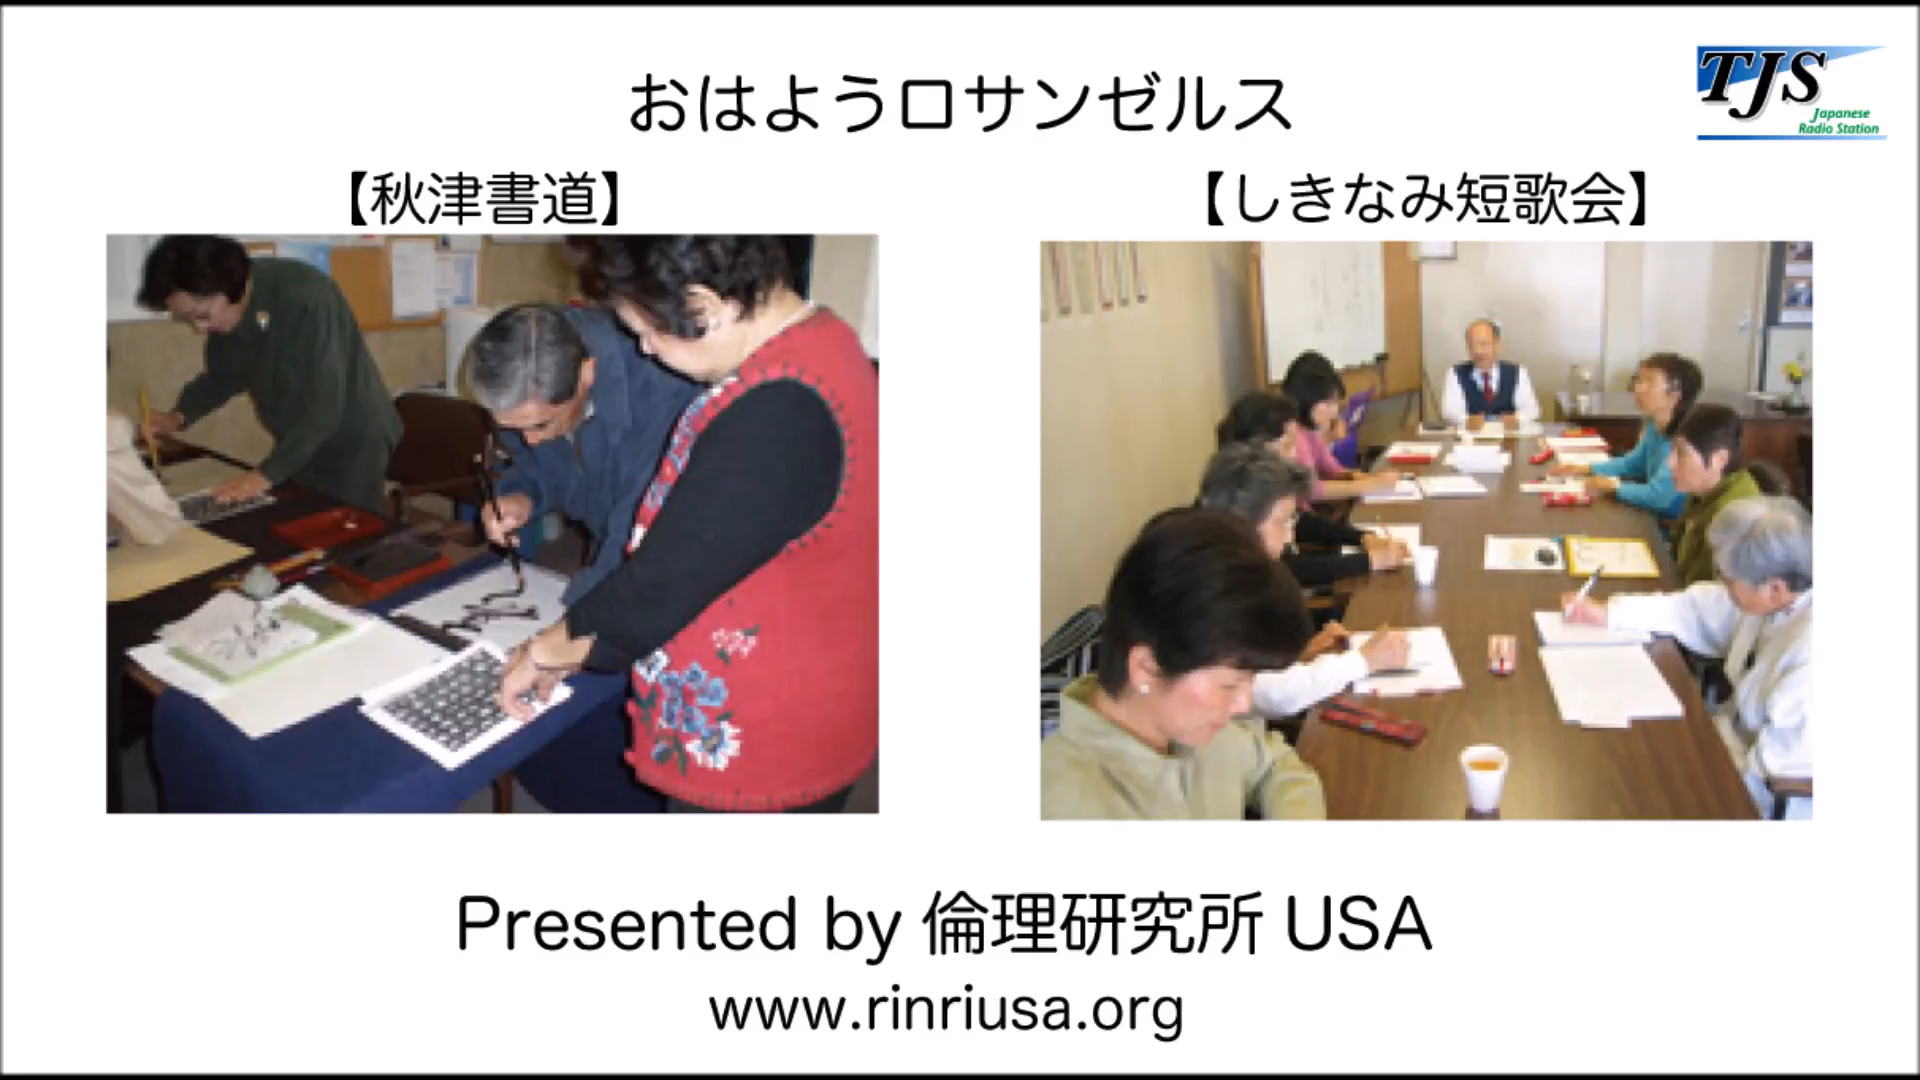 おはようロサンゼルス
TJS
Japanese
Radio Station
【秋津書道】
【しきなみ短歌会】
Presented by 倫理研究所 USA
www.rinriusa.org